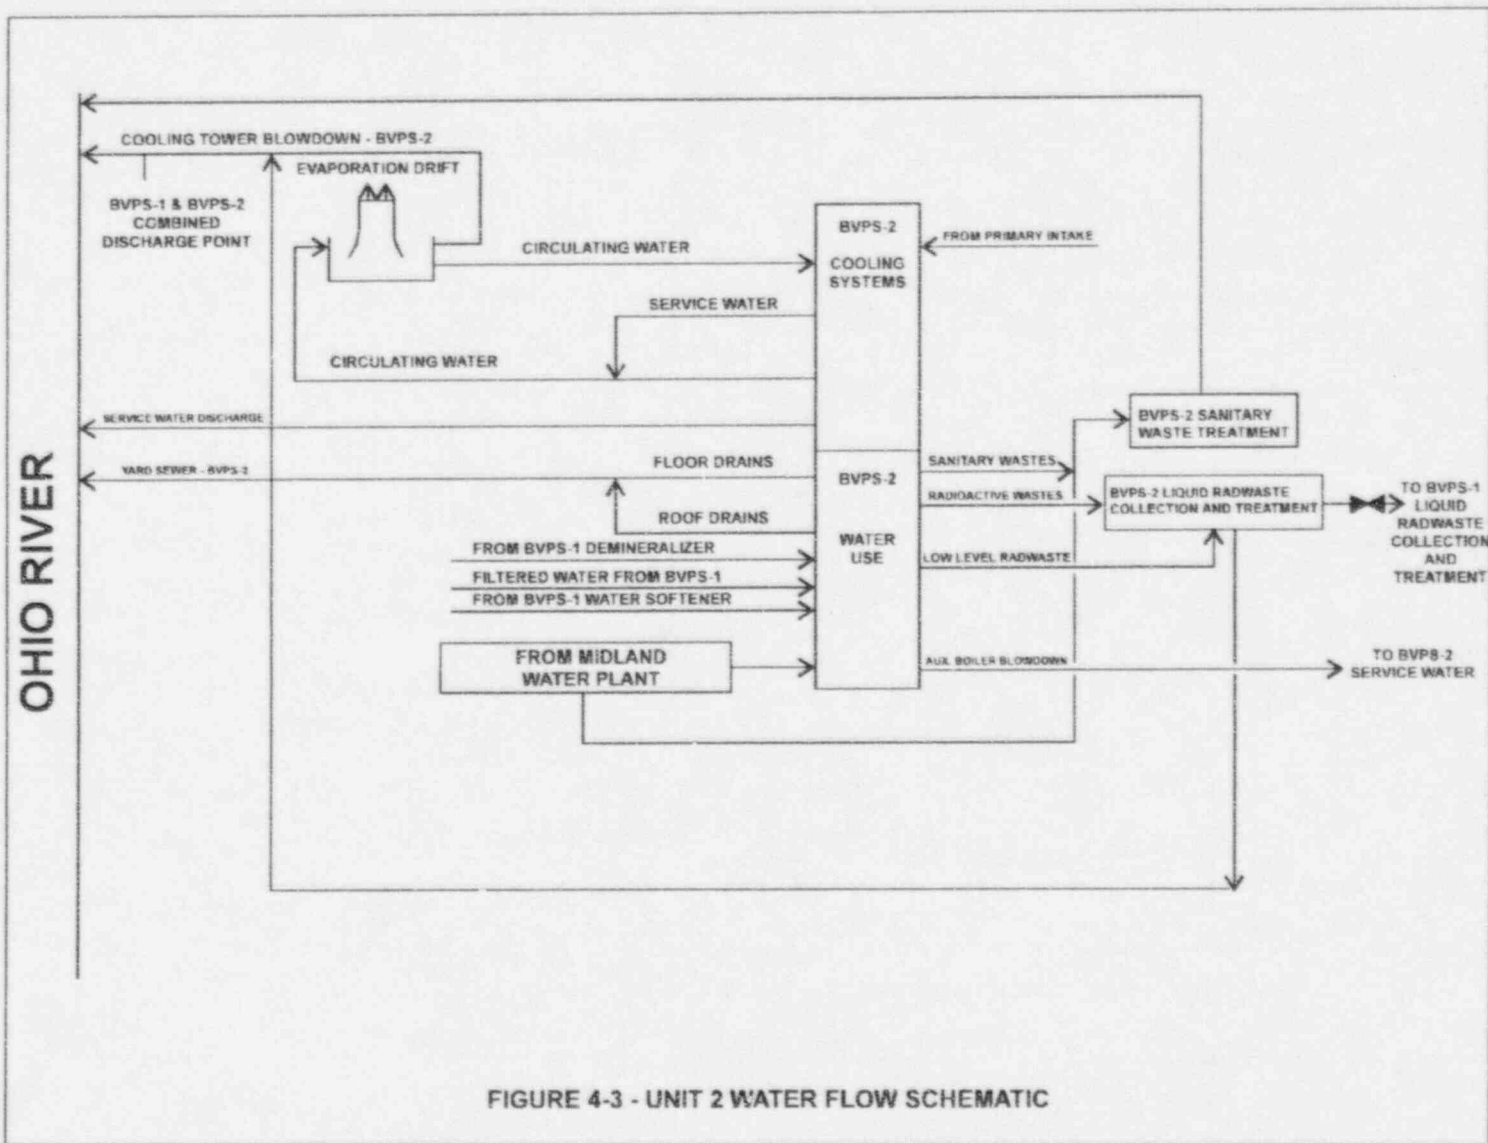 COOLING TOWER BLOWDOWN - BVPS-2
EVAPORATION DRIFT
BVPS-1 & BVPS-2
COMBINED
DISCHARGE POINT
CIRCULATING WATER
BVPS-2
COOLING
SYSTEMS
FROM PRIMARY INTAKE
SERVICE WATER
CIRCULATING WATER
SERVICE WATER DISCHARGE
BVPS-2 SANITARY
WASTE TREATMENT
OHIO RIVER
YARD SEWER - BVPS-2
FLOOR DRAINS
BVPS-2
WATER
USE
SANITARY WASTES
RADIOACTIVE WASTES
BVPS-2 LIQUID RADWASTE
COLLECTION AND TREATMENT
TO BVPS-1
LIQUID
RADWASTE
COLLECTION
AND
TREATMENT
ROOF DRAINS
FROM BVPS-1 DEMINERALIZER
LOW LEVEL RADWASTE
FILTERED WATER FROM BVPS-1
FROM BVPS-1 WATER SOFTENER
FROM MIDLAND
WATER PLANT
AUX. BOILER BLOWDOWN
TO BVPS-2
SERVICE WATER
FIGURE 4-3 - UNIT 2 WATER FLOW SCHEMATIC